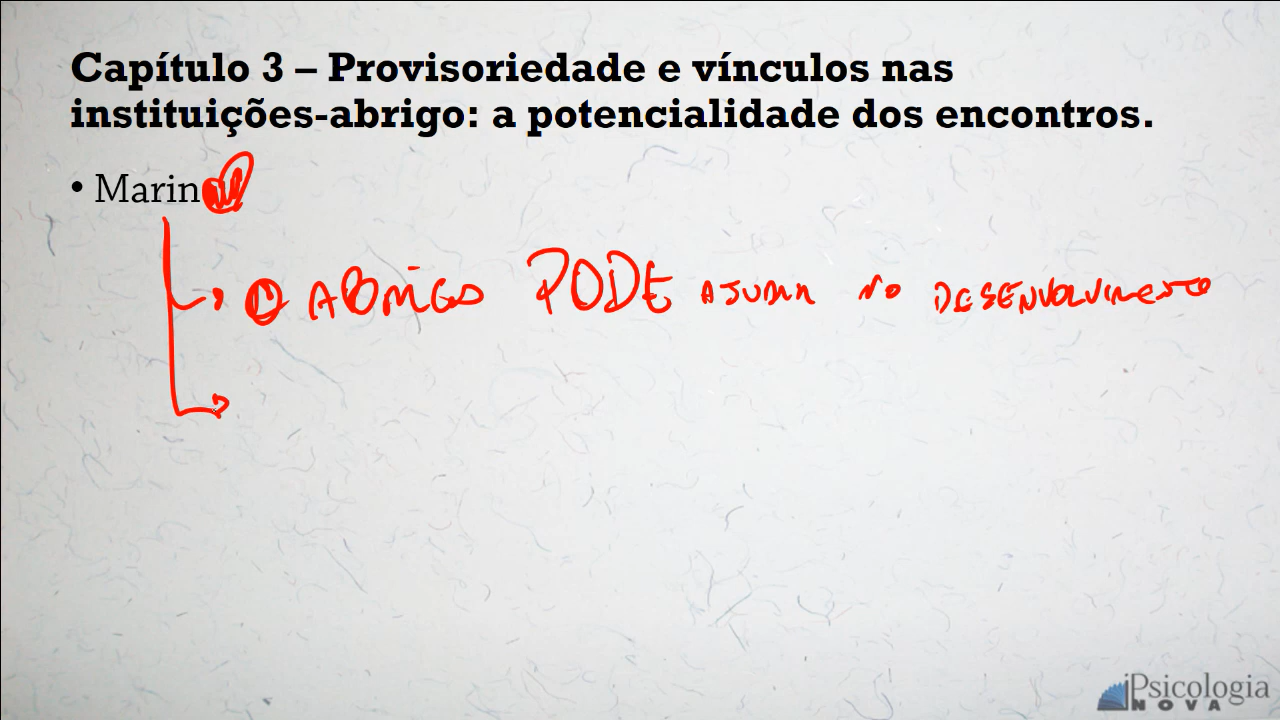 Capítulo 3 – Provisoriedade e vínculos nas
instituições-abrigo: a potencialidade dos encontros.
• Marin
O ABRIGO PODE AJUDAR NO DESENVOLVIMENTO
Psicologia
NOVA